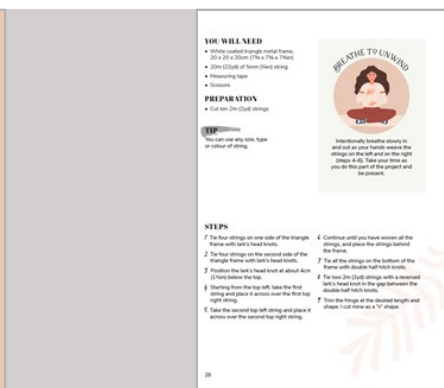 YOU WILL NEED
• White coated triangle metal frame,
20 x 20 x 20cm (7⅞ x 7⅞ x 7⅞in)
• 20m (22yd) of 5mm (¼in) string
• Measuring tape
• Scissors
PREPARATION
• Cut ten 2m (2yd) strings
TIP
You can use any size, type
or colour of string.
BREATHE TO UNWIND
Intentionally breathe slowly in
and out as your hands weave the
strings on the left and on the right
(steps 4–6). Take your time as
you do this part of the project and
be present.
STEPS
1 Tie four strings on one side of the triangle
frame with lark's head knots.
2 Tie four strings on the second side of the
triangle frame with lark's head knots.
3 Position the lark's head knot at about 4cm
(1½in) below the top.
4 Starting from the top left, take the first
string and place it across over the first top
right string.
5 Take the second top left string and place it
across over the second top right string.
6 Continue until you have woven all the
strings, and place the strings behind
the frame.
7 Tie all the strings on the bottom of the
frame with double half hitch knots.
8 Tie two 2m (2yd) strings with a reversed
lark's head knot in the gap between the
double half hitch knots.
9 Trim the fringe at the desired length and
shape. I cut mine as a "v" shape.
28